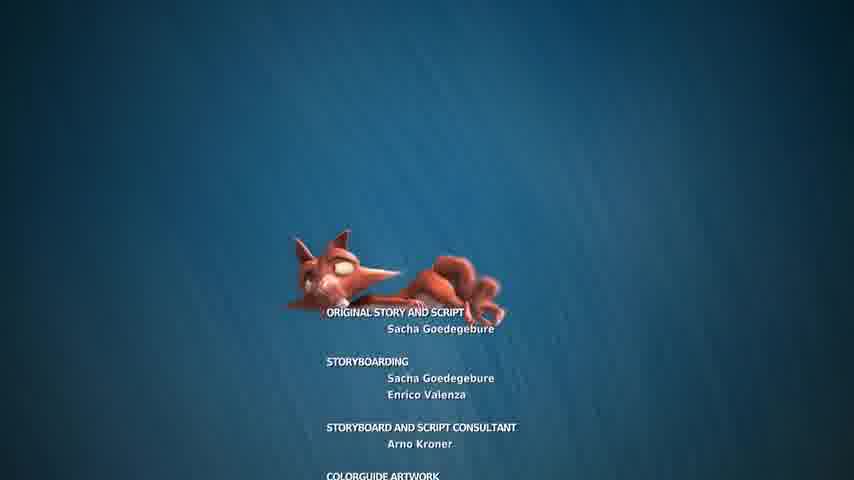 ORIGINAL STORY AND SCRIPT
Sacha Goedegebure
STORYBOARDING
Sacha Goedegebure
Enrico Valenza
STORYBOARD AND SCRIPT CONSULTANT
Arno Kroner
COLORGUIDE ARTWORK